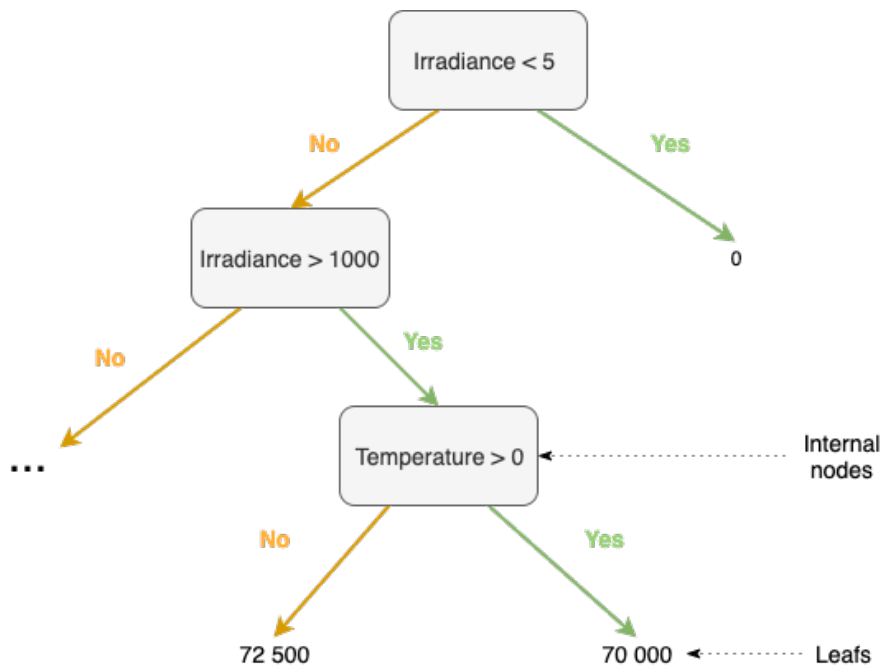 Irradiance < 5
No
Yes
Irradiance > 1000
0
No
Yes
...
Temperature > 0
Internal
nodes
No
Yes
72 500
70 000
Leafs